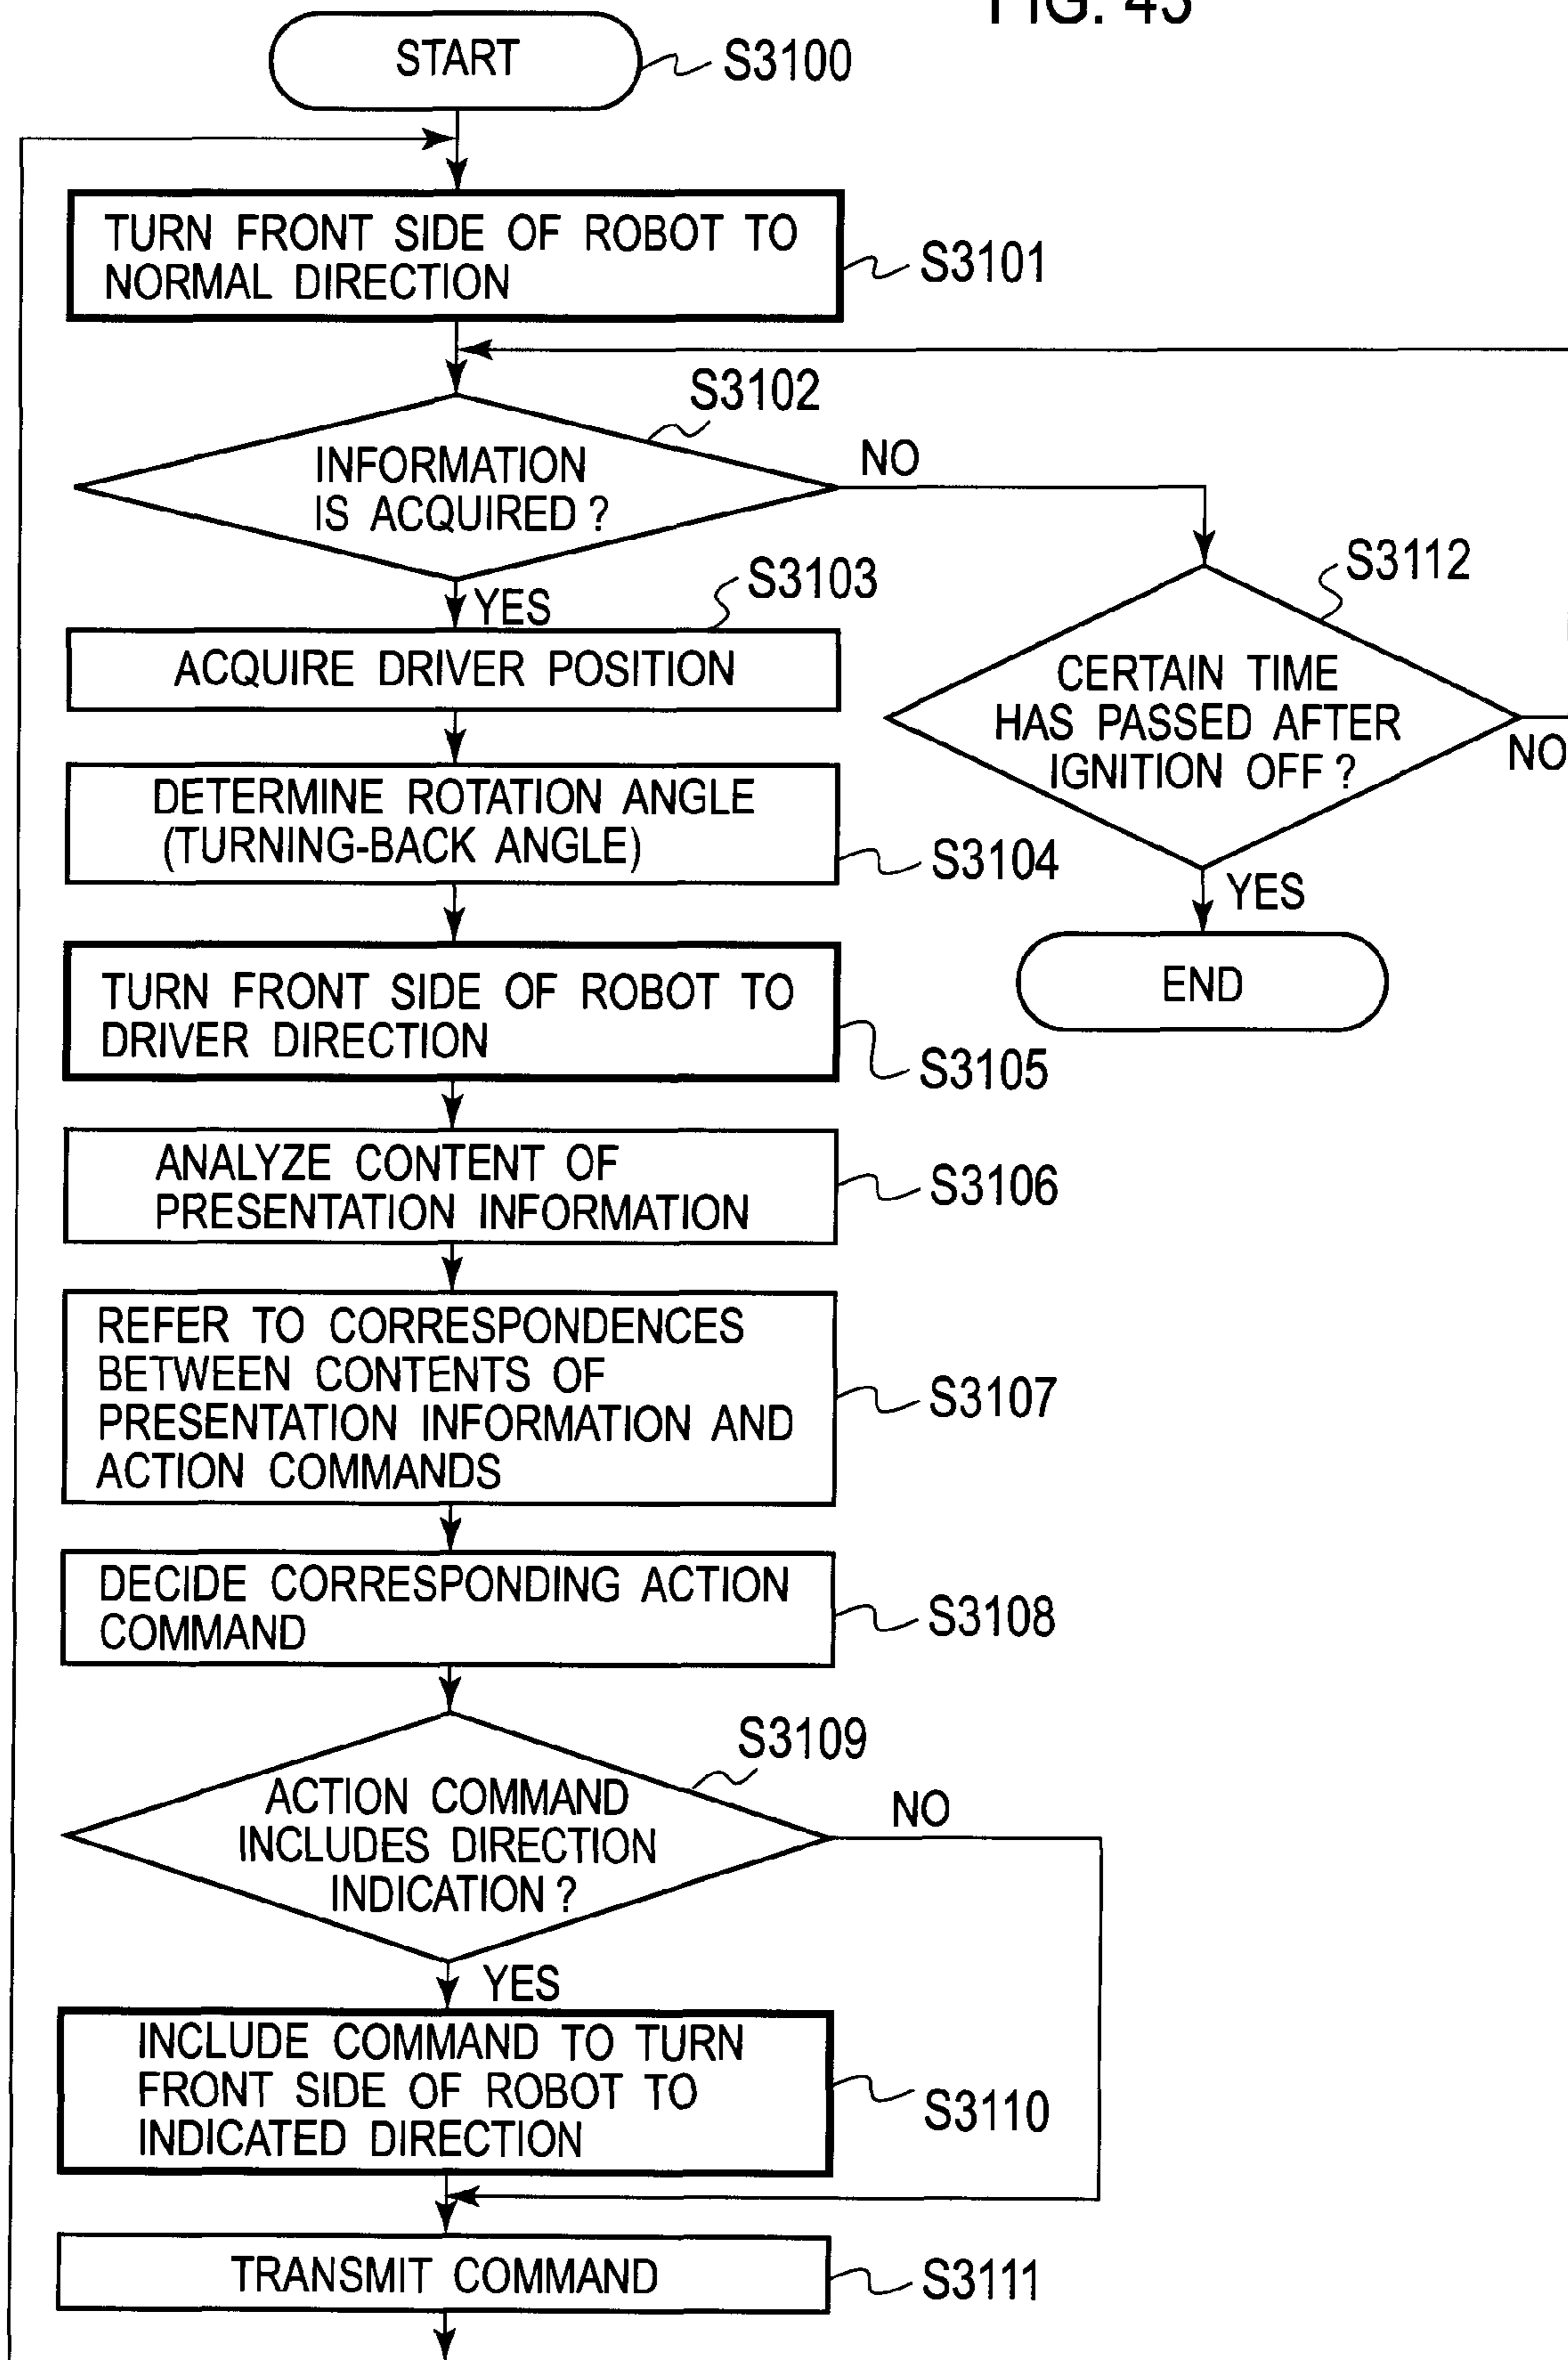 FIG. 43
START
S3100
TURN FRONT SIDE OF ROBOT TO
NORMAL DIRECTION
S3101
S3102
INFORMATION
IS ACQUIRED ?
NO
YES
S3103
ACQUIRE DRIVER POSITION
S3112
CERTAIN TIME
HAS PASSED AFTER
IGNITION OFF ?
NO
YES
END
DETERMINE ROTATION ANGLE
(TURNING-BACK ANGLE)
S3104
TURN FRONT SIDE OF ROBOT TO
DRIVER DIRECTION
S3105
ANALYZE CONTENT OF
PRESENTATION INFORMATION
S3106
REFER TO CORRESPONDENCES
BETWEEN CONTENTS OF
PRESENTATION INFORMATION AND
ACTION COMMANDS
S3107
DECIDE CORRESPONDING ACTION
COMMAND
S3108
S3109
ACTION COMMAND
INCLUDES DIRECTION
INDICATION ?
NO
YES
INCLUDE COMMAND TO TURN
FRONT SIDE OF ROBOT TO
INDICATED DIRECTION
S3110
TRANSMIT COMMAND
S3111